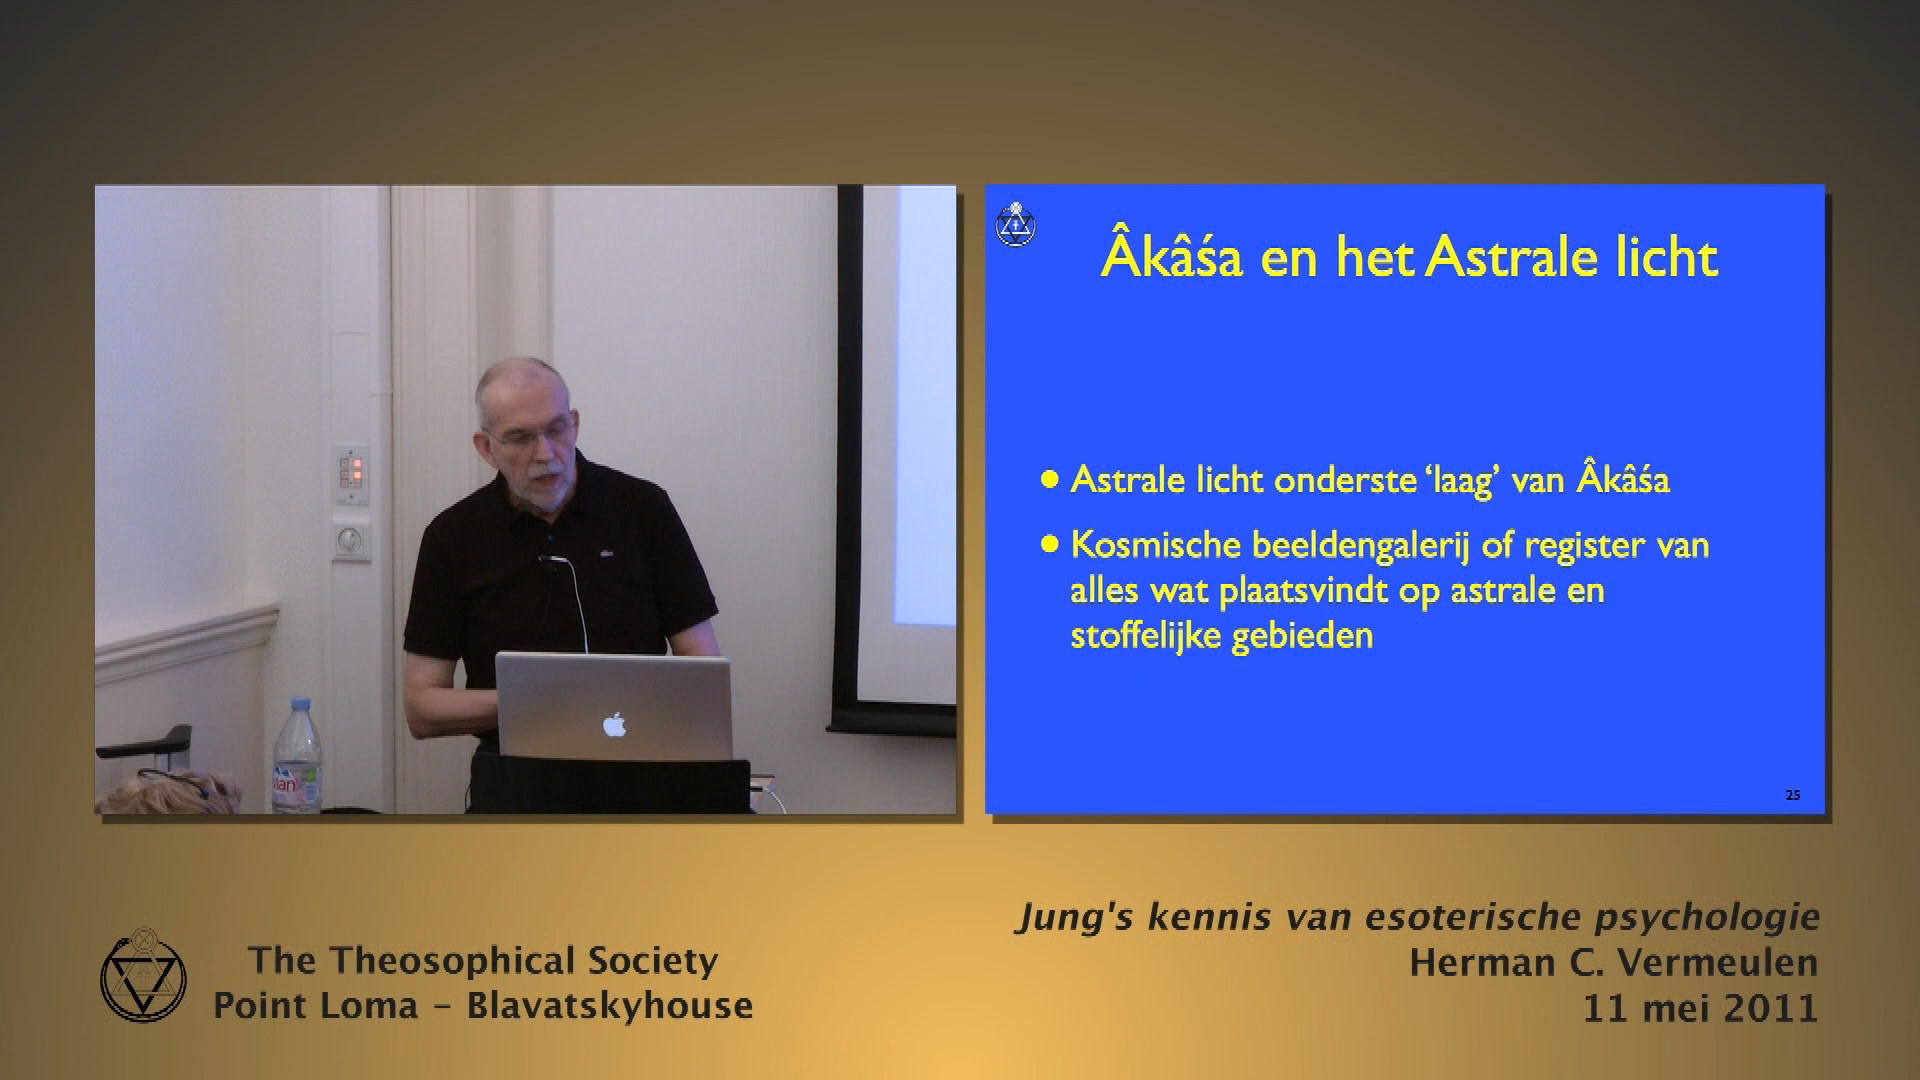 Âkâśa en het Astrale licht
• Astrale licht onderste ‘laag’ van Âkâśa
• Kosmische beeldengalerij of register van
alles wat plaatsvindt op astrale en
stoffelijke gebieden
25
The Theosophical Society
Point Loma – Blavatskyhouse
Jung's kennis van esoterische psychologie
Herman C. Vermeulen
11 mei 2011